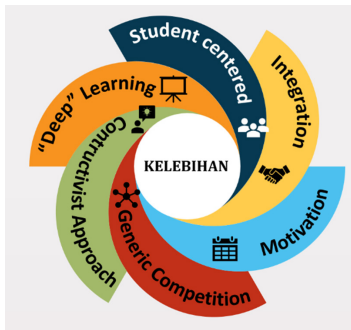 Student centered
Integration
Motivation
Generic Competition
Contructivist Approach
“Deep” Learning
KELEBIHAN